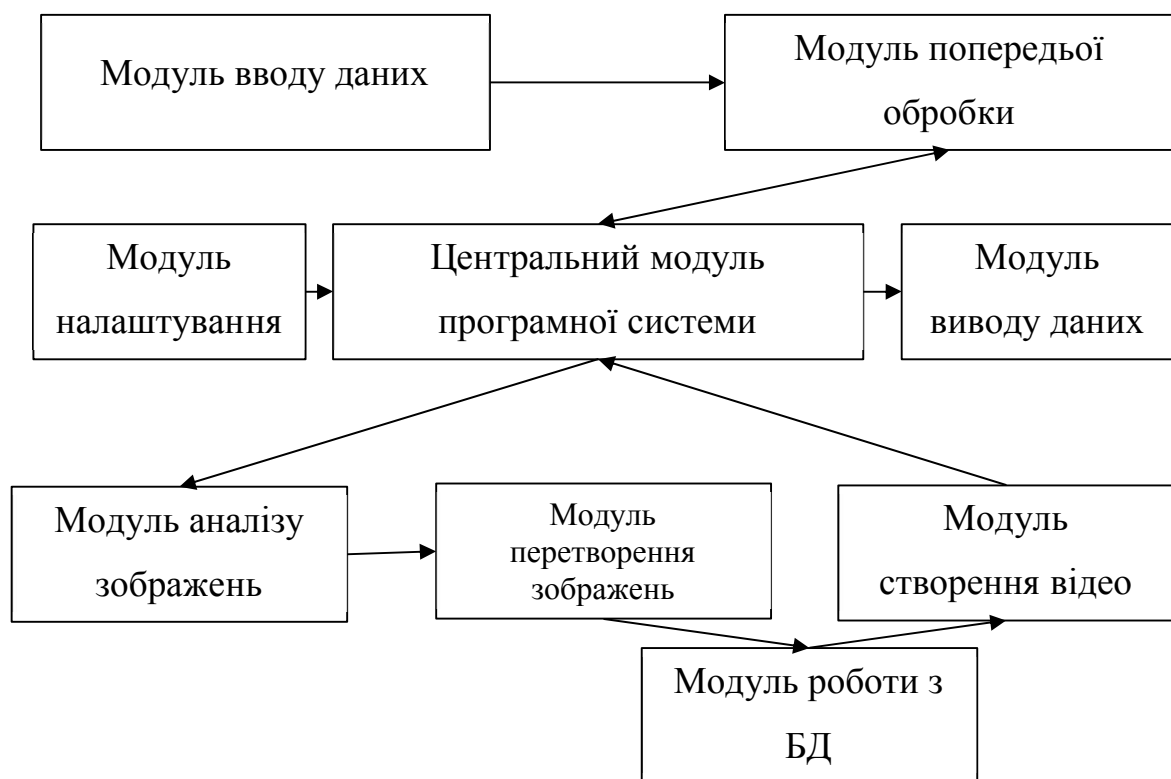 Модуль вводу даних
Модуль попередьої
обробки
Модуль
налаштування
Центральний модуль
програмної системи
Модуль
виводу даних
Модуль аналізу
зображень
Модуль
перетворення
зображень
Модуль
створення відео
Модуль роботи з
БД